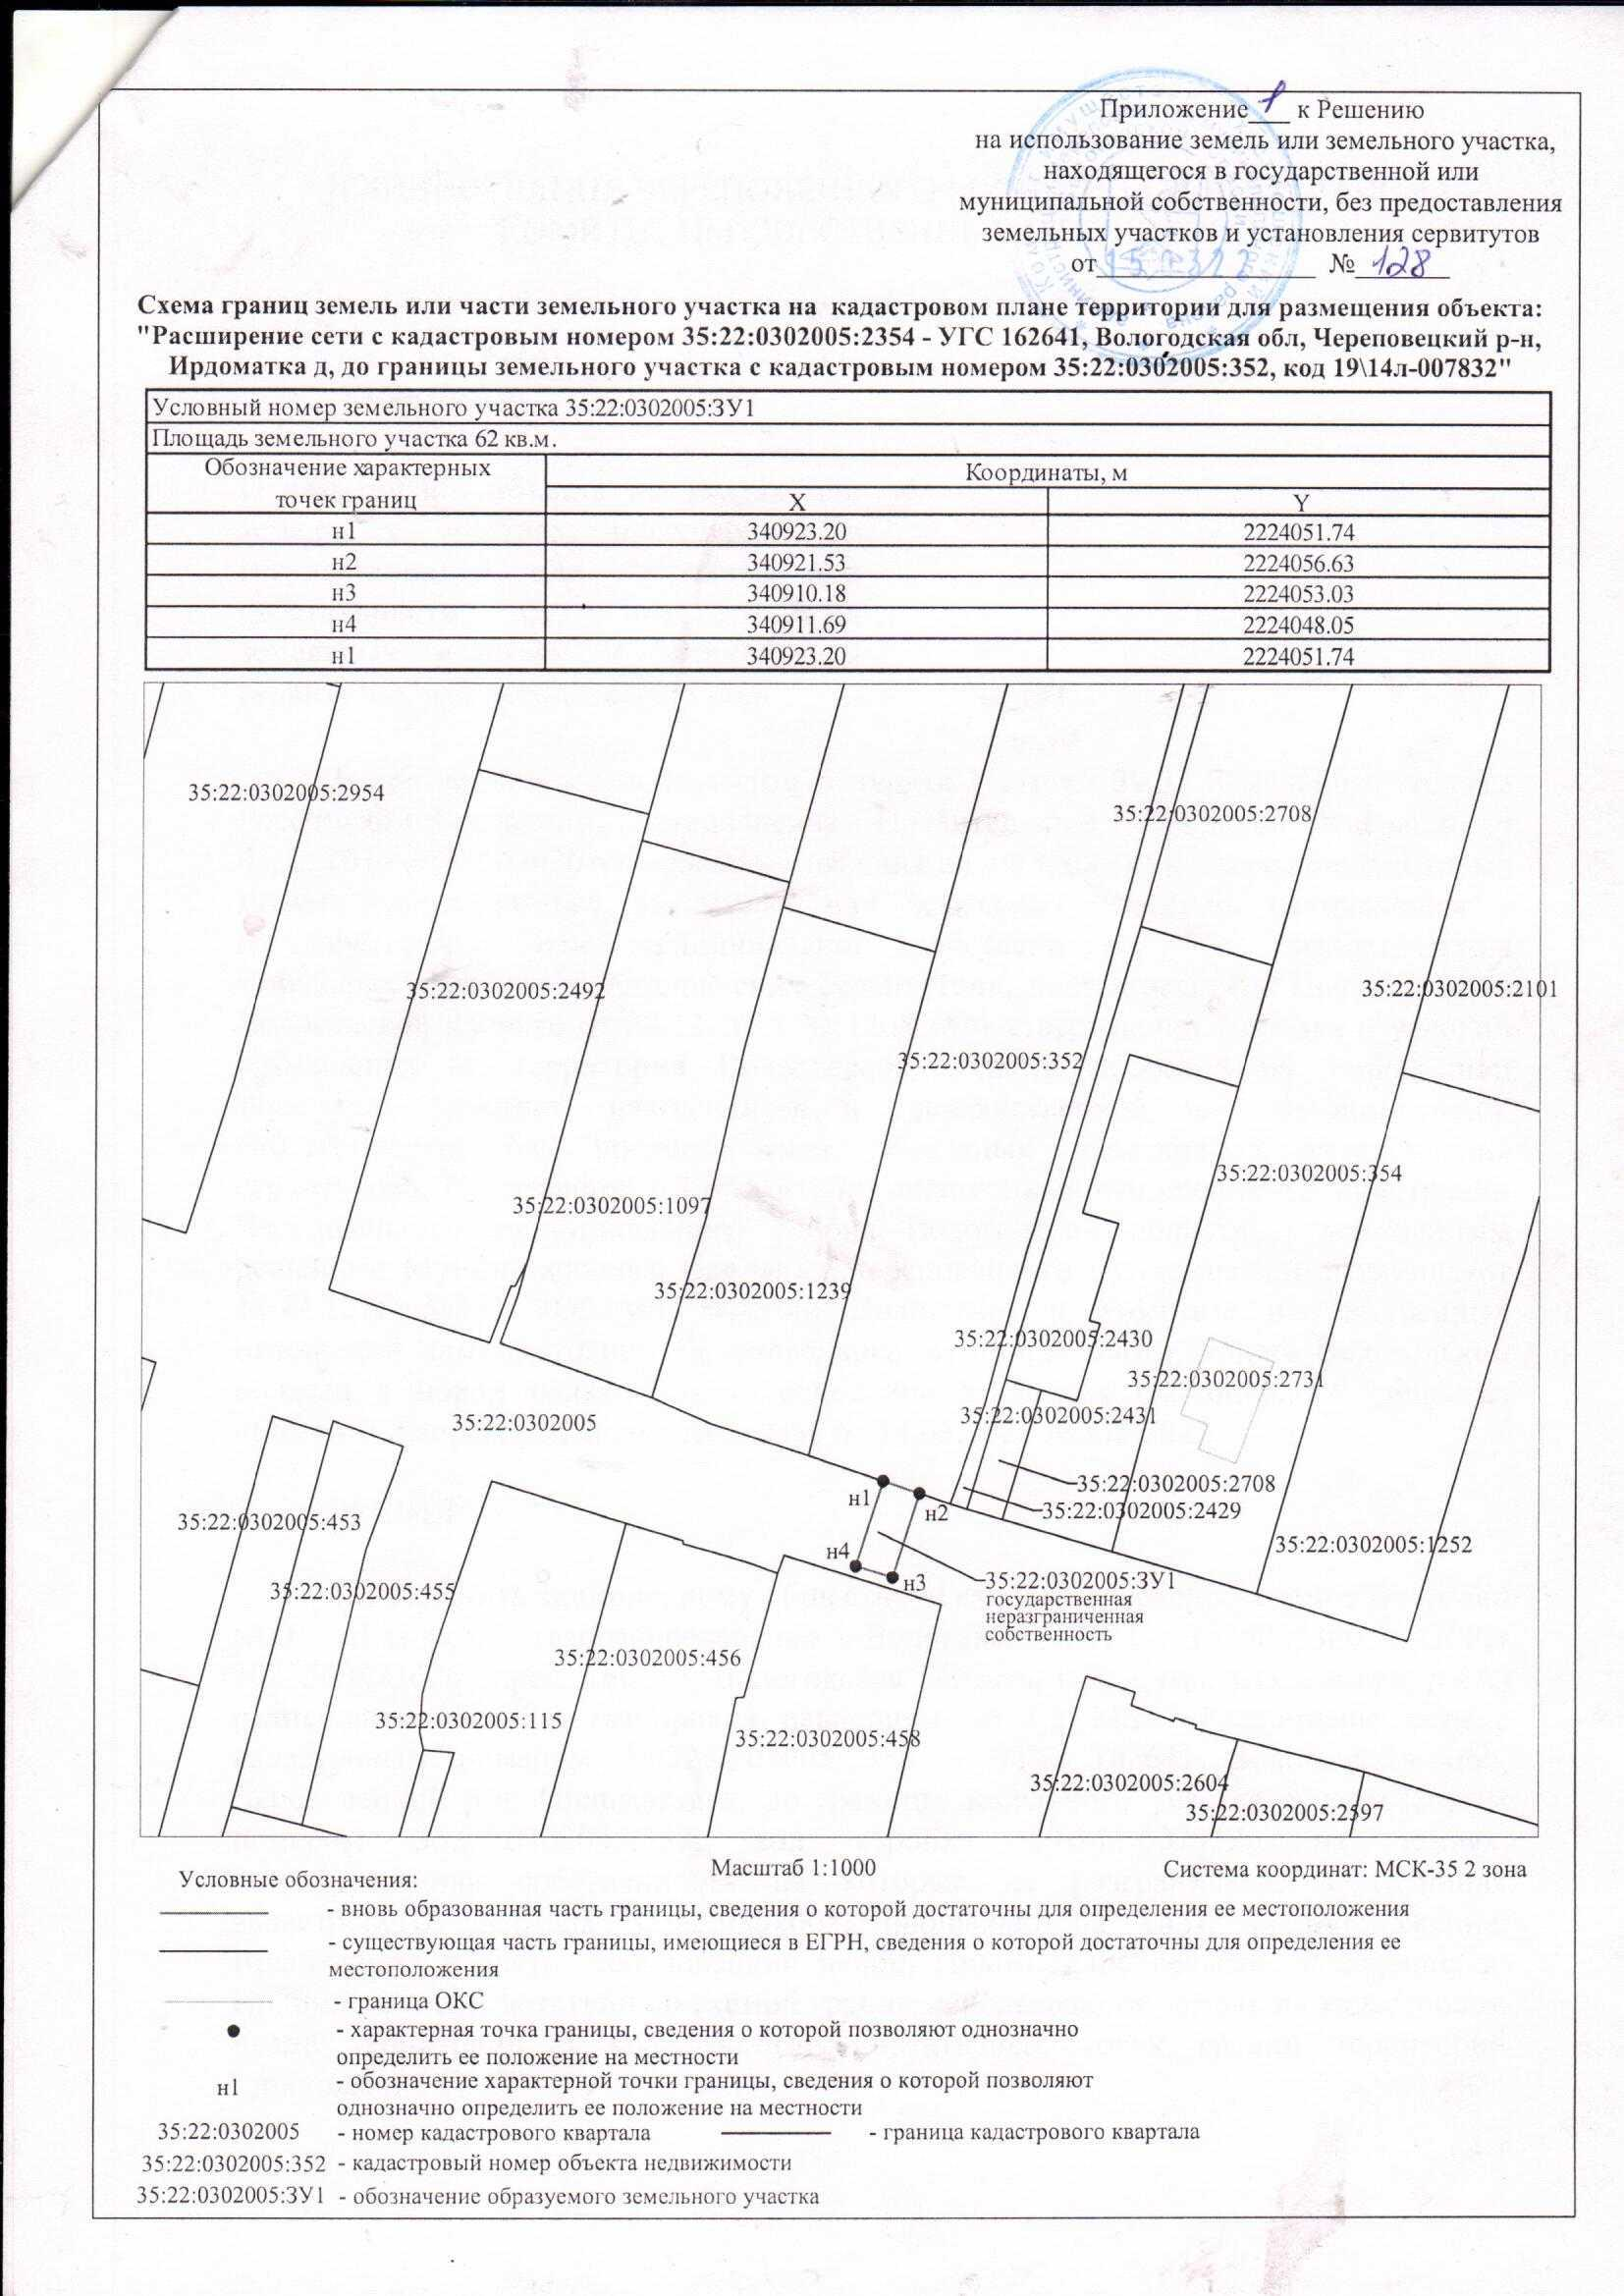 Приложение 1 к Решению
на использование земель или земельного участка,
находящегося в государственной или
муниципальной собственности, без предоставления
земельных участков и установления сервитутов
от № 128
Схема границ земель или части земельного участка на кадастровом плане территории для размещения объекта:
"Расширение сети с кадастровым номером 35:22:0302005:2354 - УГС 162641, Вологодская обл, Череповецкий р-н,
Ирдоматка д, до границы земельного участка с кадастровым номером 35:22:0302005:352, код 19\14л-007832"
Условный номер земельного участка 35:22:0302005:ЗУ1
Площадь земельного участка 62 кв.м.
Обозначение характерных точек границ Координаты, м
X Y
н1 340923.20 2224051.74
н2 340921.53 2224056.63
н3 340910.18 2224053.03
н4 340911.69 2224048.05
н1 340923.20 2224051.74
35:22:0302005:2954
35:22:0302005:2708
35:22:0302005:2492
35:22:0302005:2101
35:22:0302005:352
35:22:0302005:354
35:22:0302005:1097
35:22:0302005:1239
35:22:0302005:2430
35:22:0302005:2731
35:22:0302005:2431
35:22:0302005
35:22:0302005:2708
н1
н2
35:22:0302005:2429
35:22:0302005:453
35:22:0302005:1252
н4
н3
35:22:0302005:ЗУ1
государственная
неразграниченная
собственность
35:22:0302005:455
35:22:0302005:456
35:22:0302005:115
35:22:0302005:458
35:22:0302005:2604
35:22:0302005:2597
Масштаб 1:1000 Система координат: МСК-35 2 зона
Условные обозначения:
- вновь образованная часть границы, сведения о которой достаточны для определения ее местоположения
- существующая часть границы, имеющиеся в ЕГРН, сведения о которой достаточны для определения ее
местоположения
- граница ОКС
- характерная точка границы, сведения о которой позволяют однозначно
определить ее положение на местности
н1 - обозначение характерной точки границы, сведения о которой позволяют
однозначно определить ее положение на местности
35:22:0302005 - номер кадастрового квартала - граница кадастрового квартала
35:22:0302005:352 - кадастровый номер объекта недвижимости
35:22:0302005:ЗУ1 - обозначение образуемого земельного участка